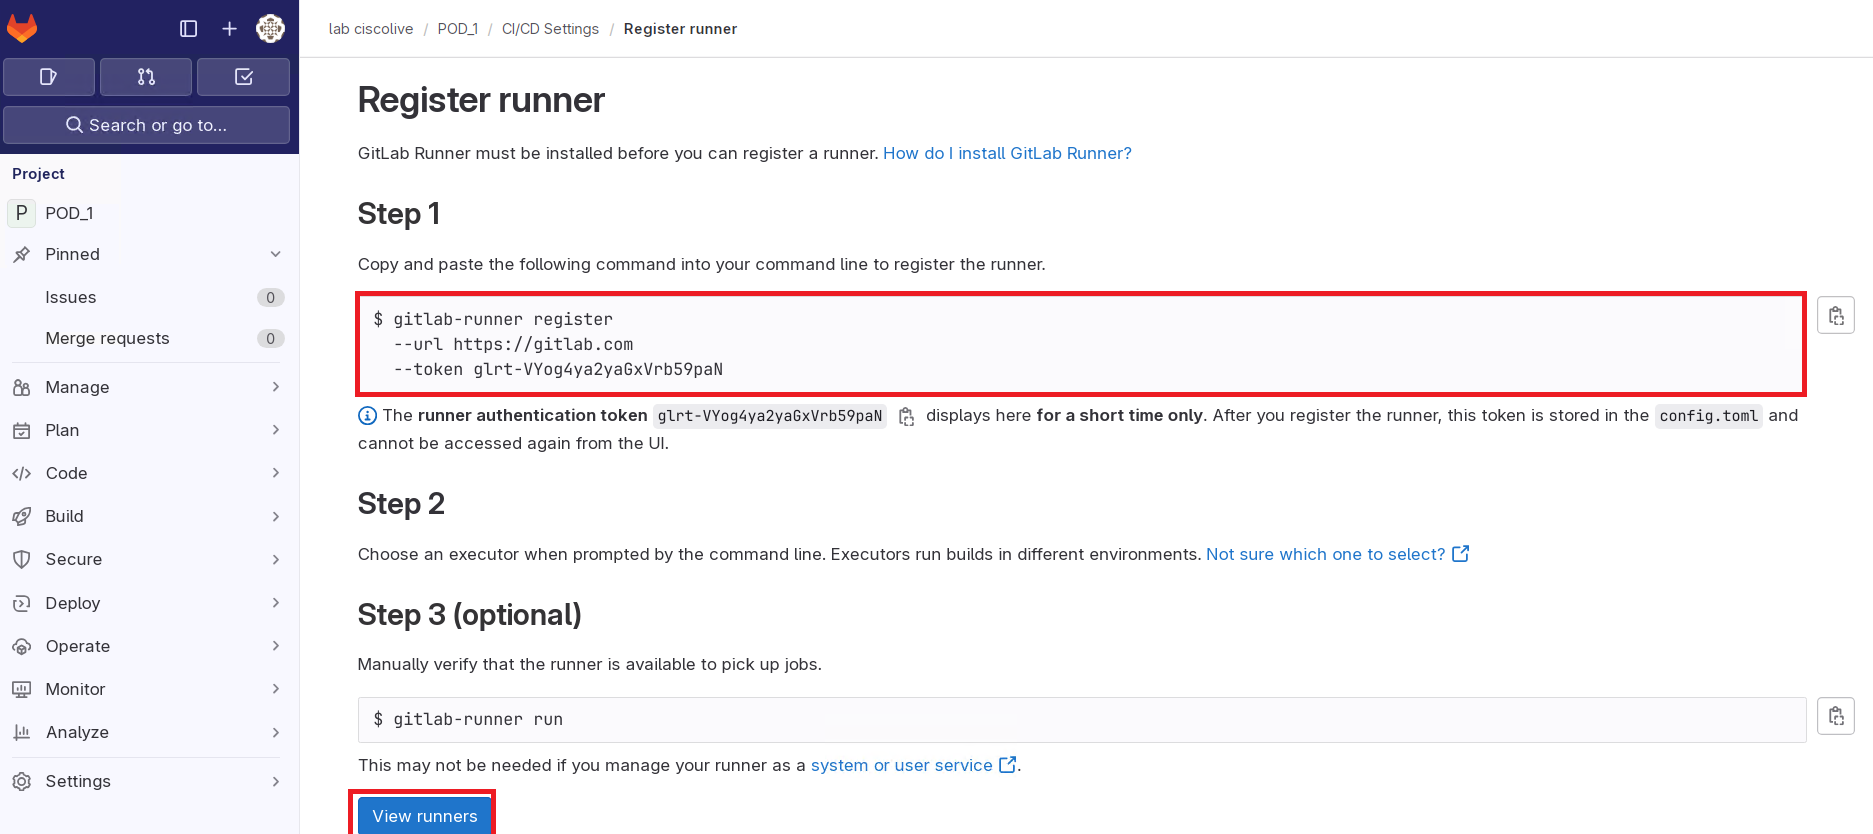 lab ciscolive / POD_1 / CI/CD Settings / Register runner
Search or go to...
Project
P POD_1
Pinned
Issues 0
Merge requests 0
Manage
Plan
Code
Build
Secure
Deploy
Operate
Monitor
Analyze
Settings
Register runner
GitLab Runner must be installed before you can register a runner. How do I install GitLab Runner?
Step 1
Copy and paste the following command into your command line to register the runner.
$ gitlab-runner register
--url https://gitlab.com
--token glrt-VYog4ya2yaGxVrb59paN
The runner authentication token glrt-VYog4ya2yaGxVrb59paN displays here for a short time only. After you register the runner, this token is stored in the config.toml and
cannot be accessed again from the UI.
Step 2
Choose an executor when prompted by the command line. Executors run builds in different environments. Not sure which one to select?
Step 3 (optional)
Manually verify that the runner is available to pick up jobs.
$ gitlab-runner run
This may not be needed if you manage your runner as a system or user service.
View runners